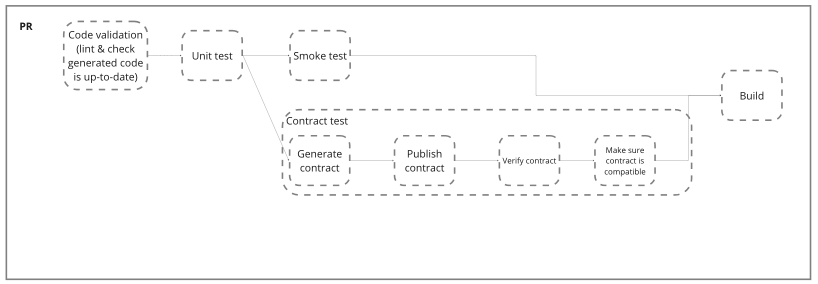 PR
Code validation
(lint & check
generated code
is up-to-date)
Unit test
Smoke test
Build
Contract test
Generate
contract
Publish
contract
Verify contract
Make sure
contract is
compatible